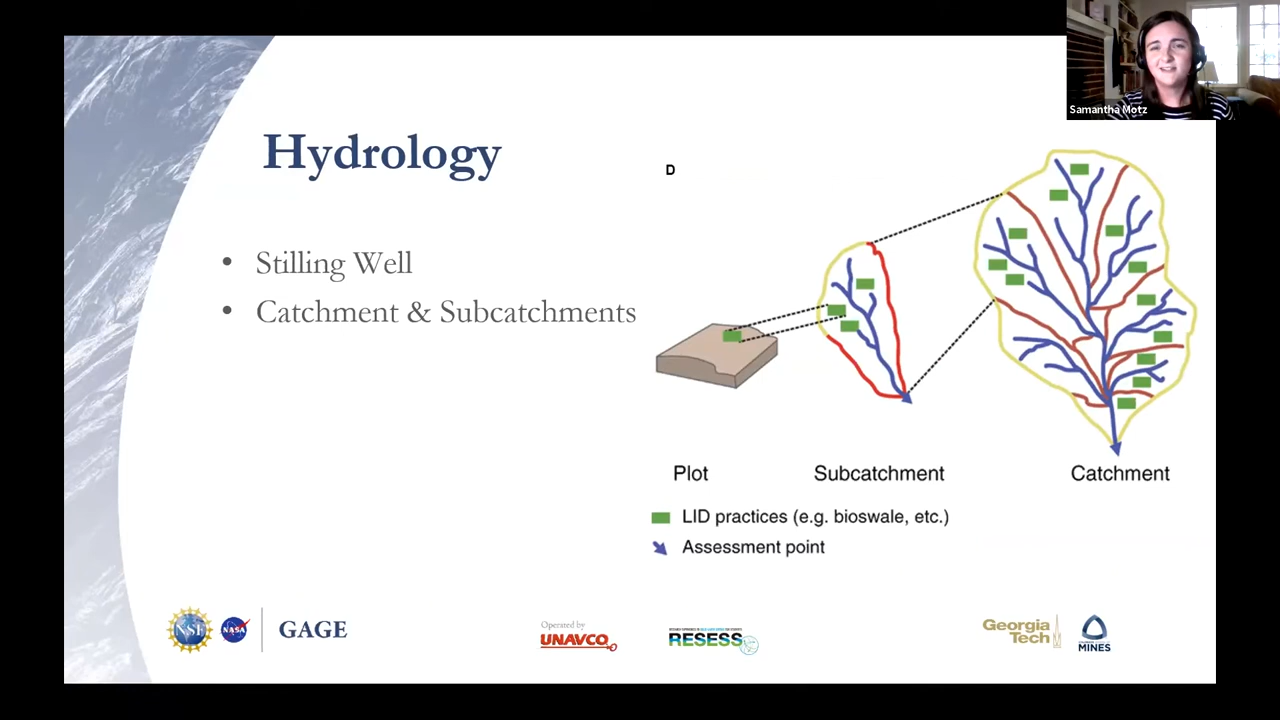 Samantha Motz
Hydrology
• Stilling Well
• Catchment & Subcatchments
D
Plot
Subcatchment
Catchment
LID practices (e.g. bioswale, etc.)
Assessment point
NSF
NASA
GAGE
Operated by
UNAVCO
RESESS
Georgia
Tech
MINES